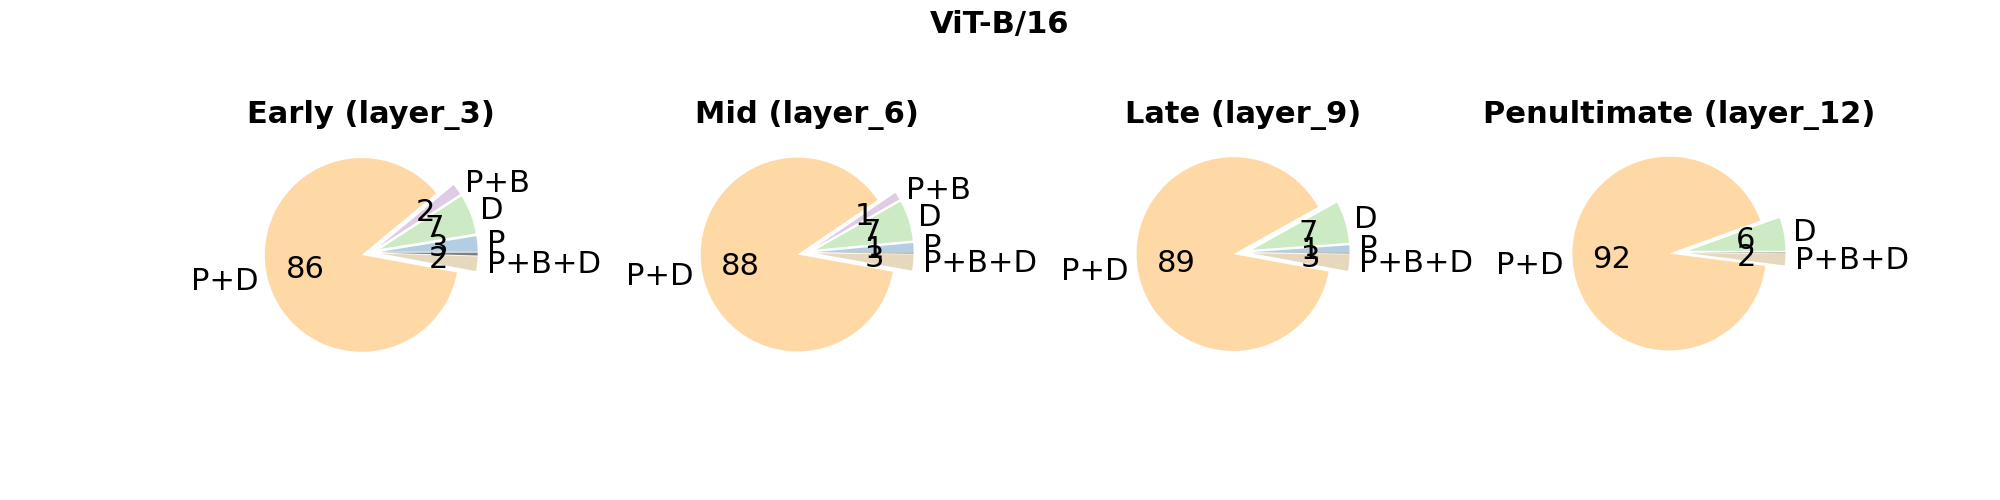 ViT-B/16
Early (layer_3)
P+B
2
D
7
P
3
P+B+D
2
86
P+D
Mid (layer_6)
P+B
1
D
7
P
1
P+B+D
3
88
P+D
Late (layer_9)
D
7
P
1
P+B+D
3
89
P+D
Penultimate (layer_12)
D
6
P+B+D
2
92
P+D